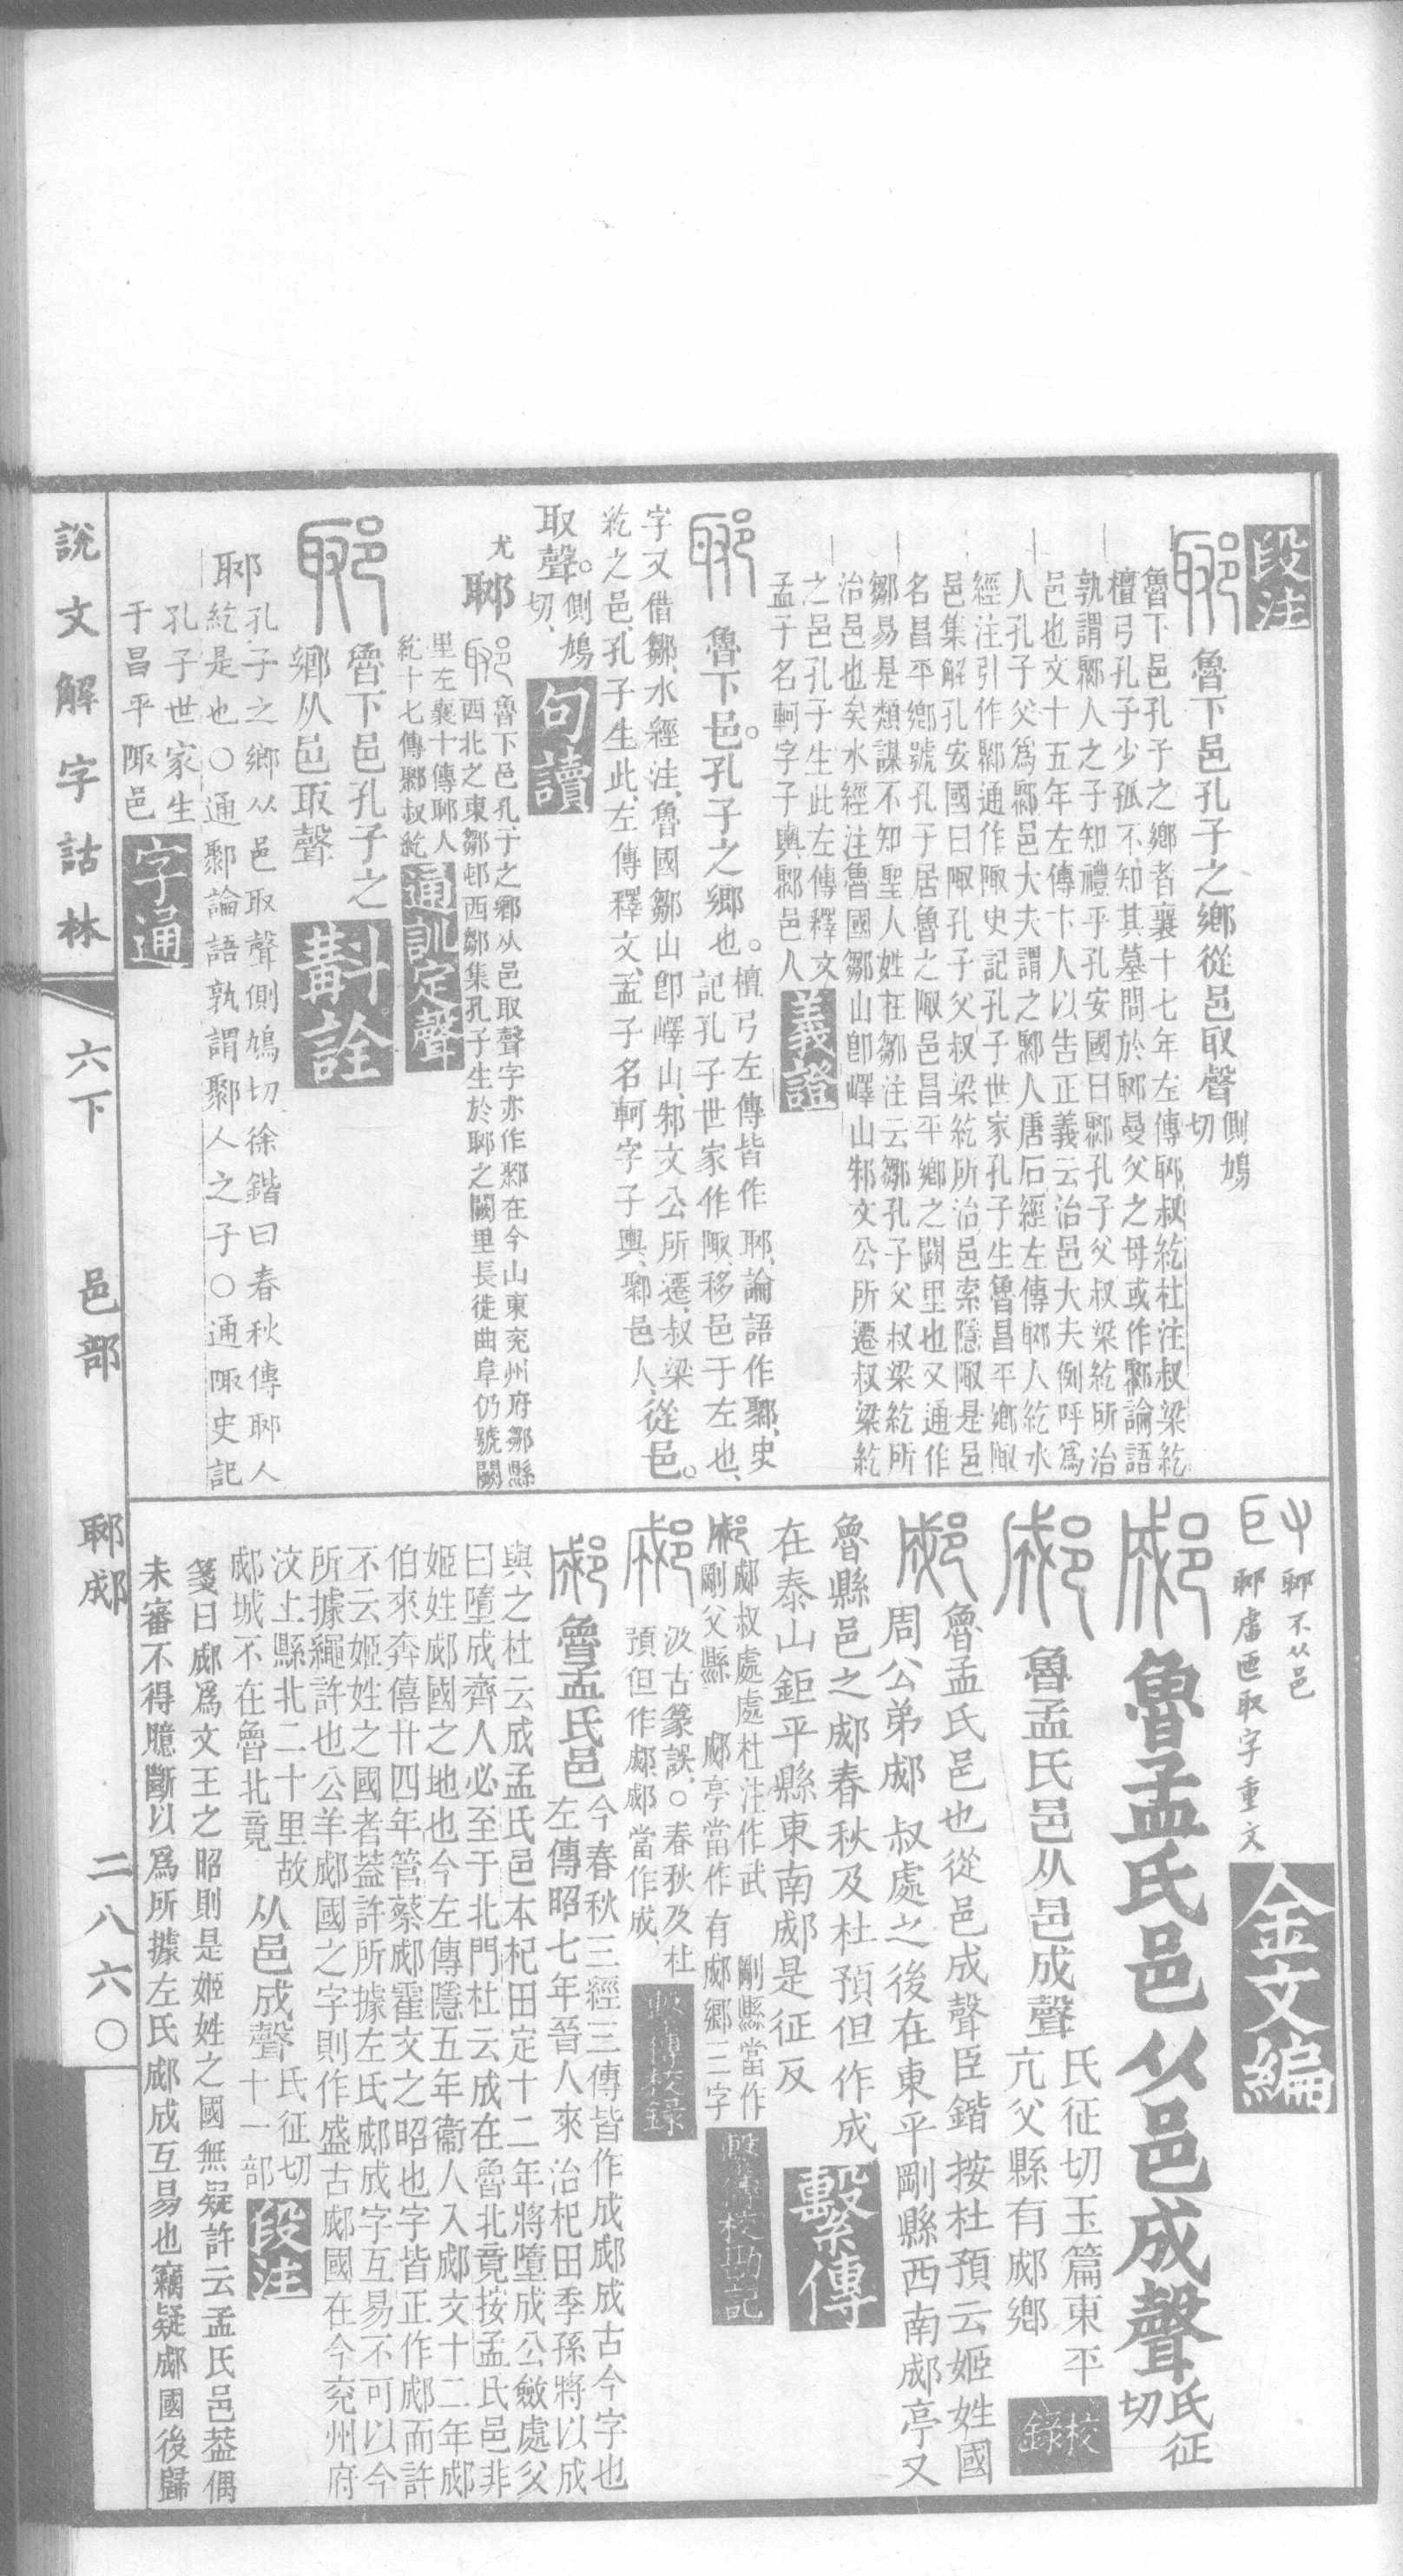 段注
魯下邑孔子之鄉從邑取聲側鳩切
魯下邑孔子之鄉者襄十七年左傳郰叔紇杜注叔梁紇
檀弓孔子少孤不知其墓問於郰曼父之母或作鄹論語
孰謂鄹人之子知禮乎孔安國曰鄹孔子父叔梁紇所治
邑也文十五年左傳卞人以告正義云治邑大夫例呼爲
人孔子父爲鄹邑大夫謂之鄹人唐石經左傳郰人紇水
經注引作鄹通作陬史記孔子世家孔子生魯昌平鄉陬
邑集解孔安國曰陬孔子父叔梁紇所治邑索隱陬是邑
名昌平鄉號孔子居魯之陬邑昌平鄉之闕里也又通作
鄒易是類謀不知聖人姓在鄒注云鄒孔子父叔梁紇所
治邑也矣水經注魯國鄒山卽嶧山邾文公所遷叔梁紇
之邑孔子生此左傳釋文
孟子名軻字子輿鄹邑人
義證
魯下邑。孔子之鄉也。
檀弓左傳皆作郰、論語作鄹、史
記孔子世家作陬、移邑于左也、
字又借鄒、水經注、魯國鄒山卽嶧山、邾文公所遷、叔梁
紇之邑、孔子生此、左傳釋文、孟子名軻字子輿、鄹邑人、
從邑。
取聲。側鳩切、
句讀
尤
郰
魯下邑孔子之鄉从邑取聲字亦作鄹在今山東兖州府鄒縣
西北之東鄒邨西鄒集孔子生於郰之闕里長徙曲阜仍號闕
里左襄十傳郰人
紇十七傳鄹叔紇
通訓定聲
魯下邑孔子之
鄉从邑取聲
斠詮
郰孔子之鄉从邑取聲側鳩切徐鍇曰春秋傳郰人
紇是也○通鄹論語孰謂鄹人之子○通陬史記
孔子世家生
于昌平陬邑
字通
郰不从邑
郰𢊁匜取字重文
金文編
魯孟氏邑从邑成聲氏征切
魯孟氏邑从邑成聲
氏征切玉篇東平
亢父縣有郕鄉
校錄
魯孟氏邑也從邑成聲臣鍇按杜預云姬姓國
周公弟郕叔處之後在東平剛縣西南郕亭又
魯縣邑之郕春秋及杜預但作成
在泰山鉅平縣東南郕是征反
繫傳
郕叔處處杜注作武
剛縣當作
剛父縣
郕亭當作
有郕鄉三字
繫傳校勘記
汲古篆誤、○春秋及杜
預但作郕郕當作成、
繫傳校錄
魯孟氏邑
今春秋三經三傳皆作成郕成古今字也
左傳昭七年晉人來治杞田季孫將以成
與之杜云成孟氏邑本杞田定十二年將墮成公斂處父
曰墮成齊人必至于北門杜云成在魯北竟按孟氏邑非
姬姓郕國之地也今左傳隱五年衞人入郕文十二年郕
伯來奔僖廿四年管蔡郕霍文之昭也字皆正作郕而許
不云姬姓之國者葢許所據左氏郕成字互易不可以今
所據繩許也公羊郕國之字則作盛古郕國在今兖州府
汶上縣北二十里故
郕城不在魯北竟
从邑成聲
氏征切
十一部
段注
箋曰郕爲文王之昭則是姬姓之國無疑許云孟氏邑葢偶
未審不得臆斷以爲所據左氏郕成互易也竊疑郕國後歸
說文解字詁林
六下
邑部
郰郕
二八六〇